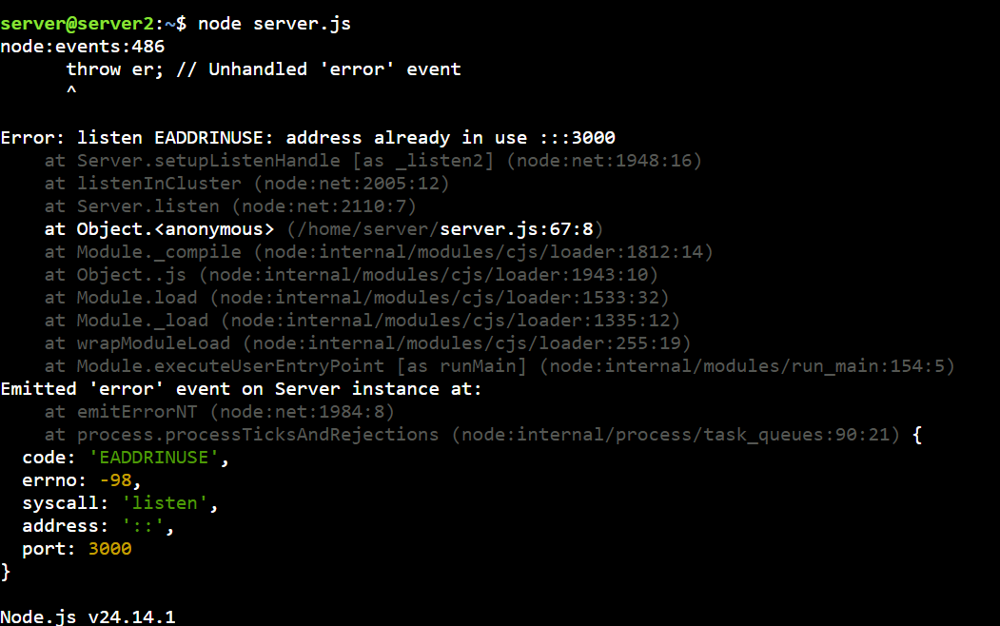 server@server2:~$ node server.js
node:events:486
      throw er; // Unhandled 'error' event
      ^

Error: listen EADDRINUSE: address already in use :::3000
    at Server.setupListenHandle [as _listen2] (node:net:1948:16)
    at listenInCluster (node:net:2005:12)
    at Server.listen (node:net:2110:7)
    at Object.<anonymous> (/home/server/server.js:67:8)
    at Module._compile (node:internal/modules/cjs/loader:1812:14)
    at Object..js (node:internal/modules/cjs/loader:1943:10)
    at Module.load (node:internal/modules/cjs/loader:1533:32)
    at Module._load (node:internal/modules/cjs/loader:1335:12)
    at wrapModuleLoad (node:internal/modules/cjs/loader:255:19)
    at Module.executeUserEntryPoint [as runMain] (node:internal/modules/run_main:154:5)
Emitted 'error' event on Server instance at:
    at emitErrorNT (node:net:1984:8)
    at process.processTicksAndRejections (node:internal/process/task_queues:90:21) {
  code: 'EADDRINUSE',
  errno: -98,
  syscall: 'listen',
  address: '::',
  port: 3000
}

Node.js v24.14.1